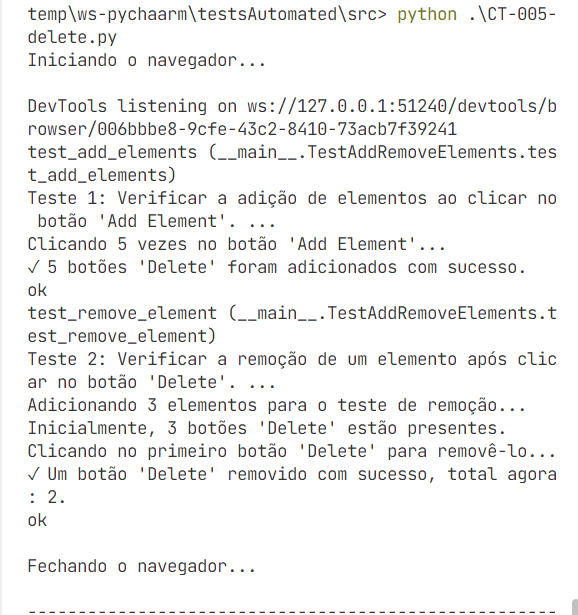 temp\ws-pychaarm\testsAutomated\src> python .\CT-005-
delete.py
Iniciando o navegador...
DevTools listening on ws://127.0.0.1:51240/devtools/b
rowser/006bbbe8-9cfe-43c2-8410-73acb7f39241
test_add_elements (__main__.TestAddRemoveElements.tes
t_add_elements)
Teste 1: Verificar a adição de elementos ao clicar no
 botão 'Add Element'. ...
Clicando 5 vezes no botão 'Add Element'...
✓ 5 botões 'Delete' foram adicionados com sucesso.
ok
test_remove_element (__main__.TestAddRemoveElements.t
est_remove_element)
Teste 2: Verificar a remoção de um elemento após clic
ar no botão 'Delete'. ...
Adicionando 3 elementos para o teste de remoção...
Inicialmente, 3 botões 'Delete' estão presentes.
Clicando no primeiro botão 'Delete' para removê-lo...
✓ Um botão 'Delete' removido com sucesso, total agora
: 2.
ok
Fechando o navegador...
-----------------------------------------------------